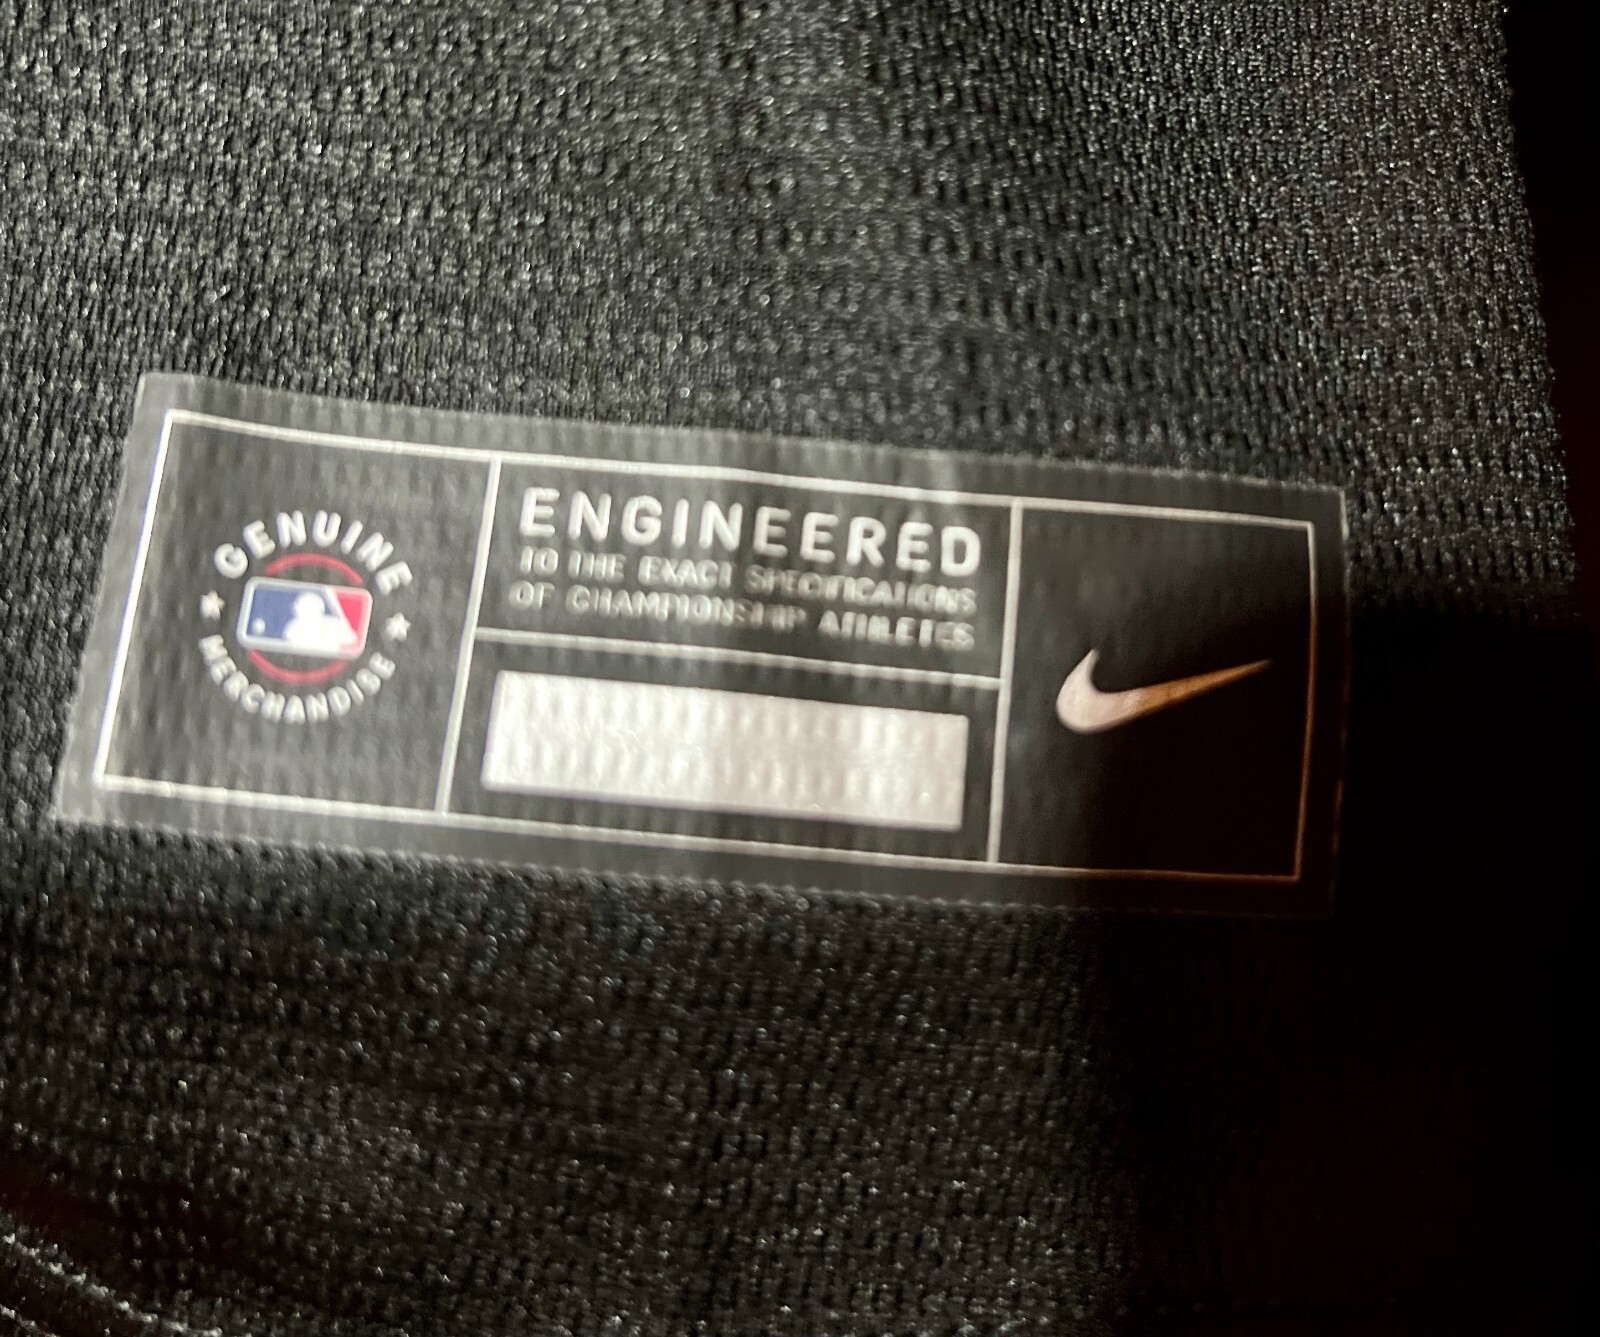 GENUINE
MERCHANDISE
ENGINEERED
TO THE EXACT SPECIFICATIONS
OF CHAMPIONSHIP ATHLETES